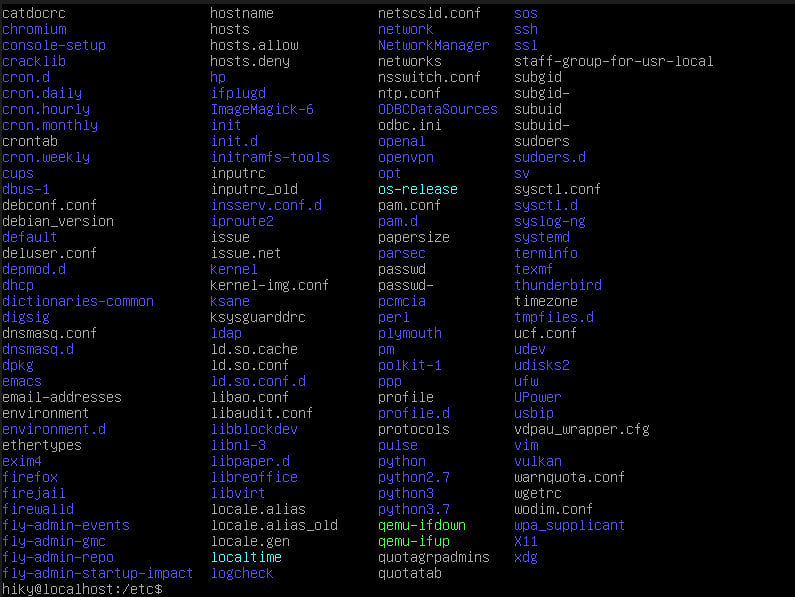 catdocrc hostname netscsid.conf sos
chromium hosts network ssh
console-setup hosts.allow NetworkManager ssl
cracklib hosts.deny networks staff-group-for-usr-local
cron.d hp nsswitch.conf subgid
cron.daily ifplugd ntp.conf subgid-
cron.hourly ImageMagick-6 ODBCDataSources subuid
cron.monthly init odbc.ini subuid-
crontab init.d openal sudoers
cron.weekly initramfs-tools openvpn sudoers.d
cups inputrc opt sv
dbus-1 inputrc_old os-release sysctl.conf
debconf.conf insserv.conf.d pam.conf sysctl.d
debian_version iproute2 pam.d syslog-ng
default issue papersize systemd
deluser.conf issue.net parsec terminfo
depmod.d kernel passwd texmf
dhcp kernel-img.conf passwd- thunderbird
dictionaries-common ksane pcmcia timezone
digsig ksysguarddrc perl tmpfiles.d
dnsmasq.conf ldap plymouth ucf.conf
dnsmasq.d ld.so.cache pm udev
dpkg ld.so.conf polkit-1 udisks2
emacs ld.so.conf.d ppp ufw
email-addresses libao.conf profile UPower
environment libaudit.conf profile.d usbip
environment.d libblockdev protocols vdpau_wrapper.cfg
ethertypes libnl-3 pulse vim
exim4 libpaper.d python vulkan
firefox libreoffice python2.7 warnquota.conf
firejail libvirt python3 wgetrc
firewalld locale.alias python3.7 wodim.conf
fly-admin-events locale.alias_old qemu-ifdown wpa_supplicant
fly-admin-gmc locale.gen qemu-ifup X11
fly-admin-repo localtime quotagrpadmins xdg
fly-admin-startup-impact logcheck quotatab
hiky@localhost:/etc$